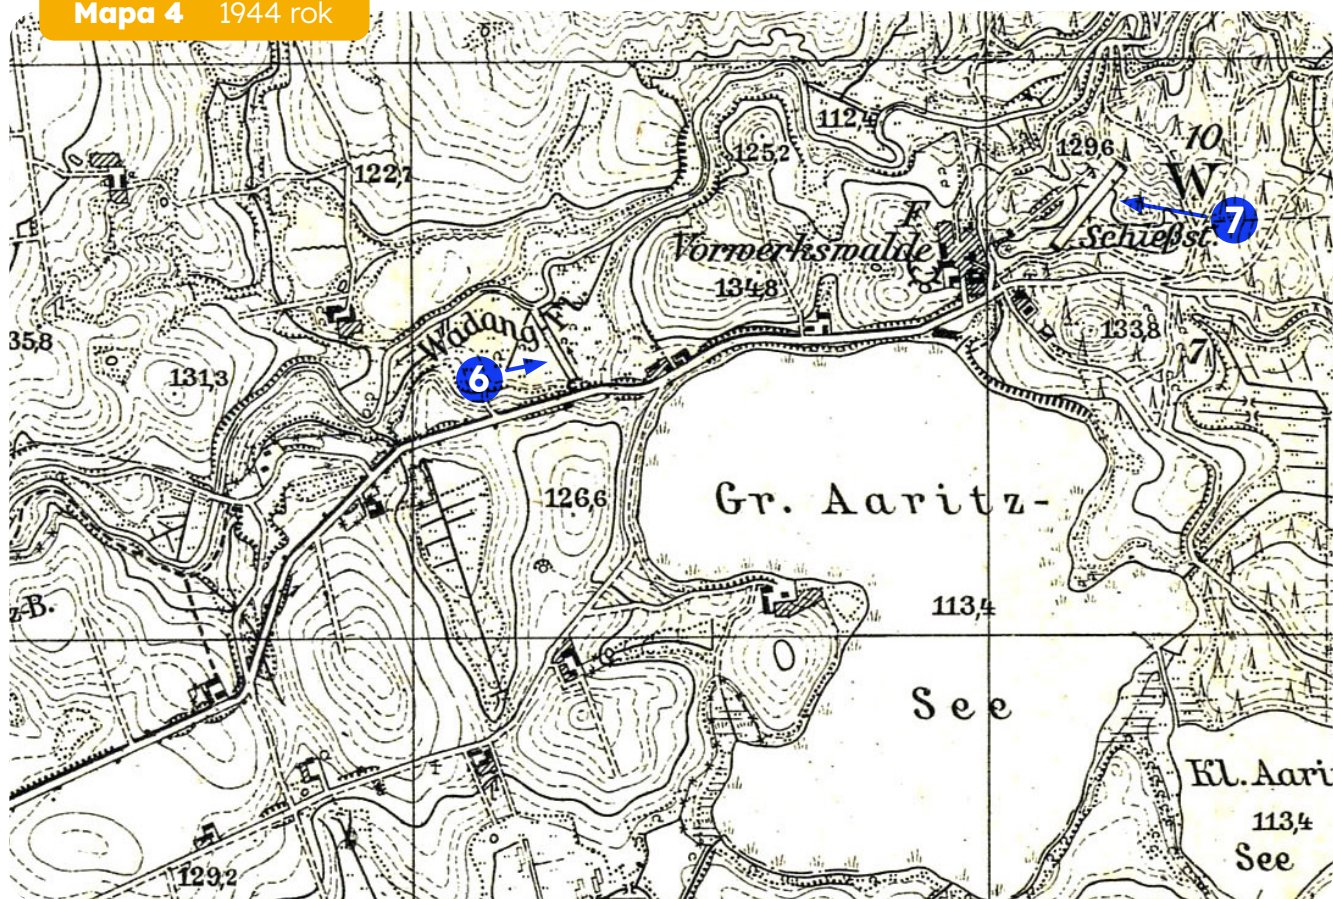 Mapa 4 1944 rok
112,4
10
129,6
125,2
122,7
W
7
F
Schießst.
Vorwerkswalde
134,8
Wadang-Fl.
133,8
7
35,8
6
131,3
126,6
Gr. Aaritz-
113,4
z-B.
See
Kl. Aari
113,4
See
129,2